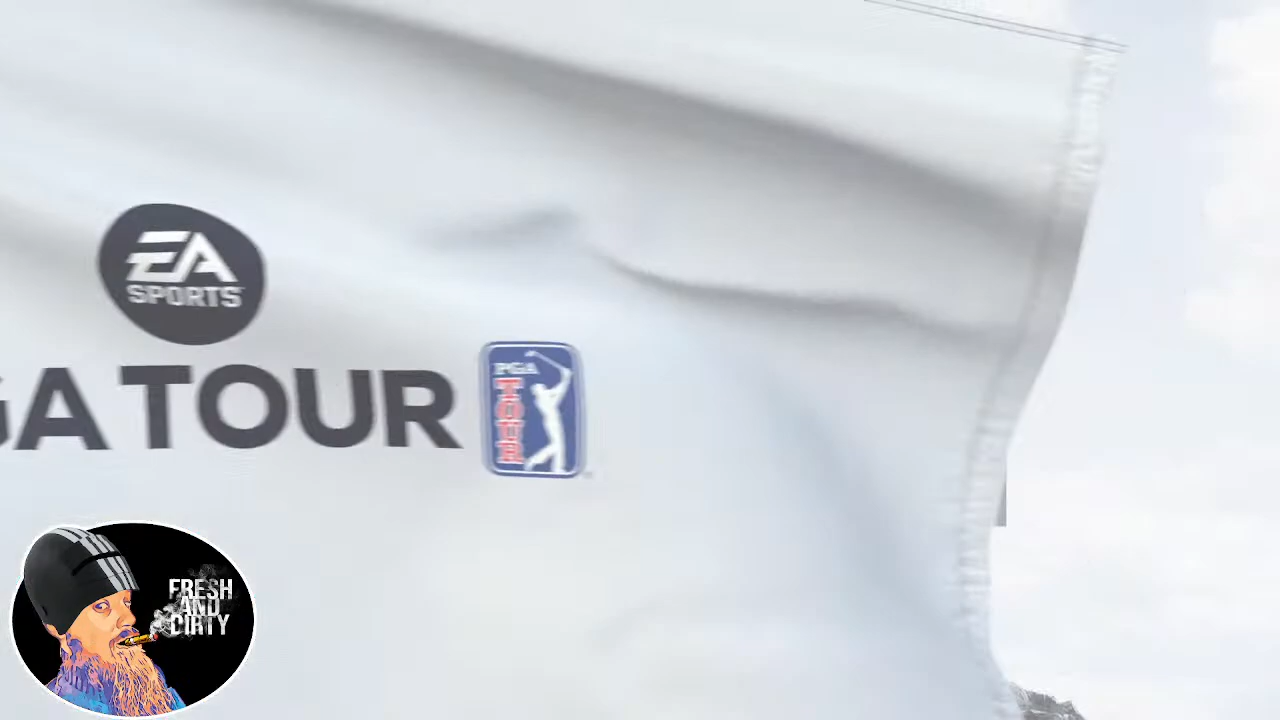 EA
SPORTS
GA TOUR
PGA
TOUR
FRESH
AND
DIRTY